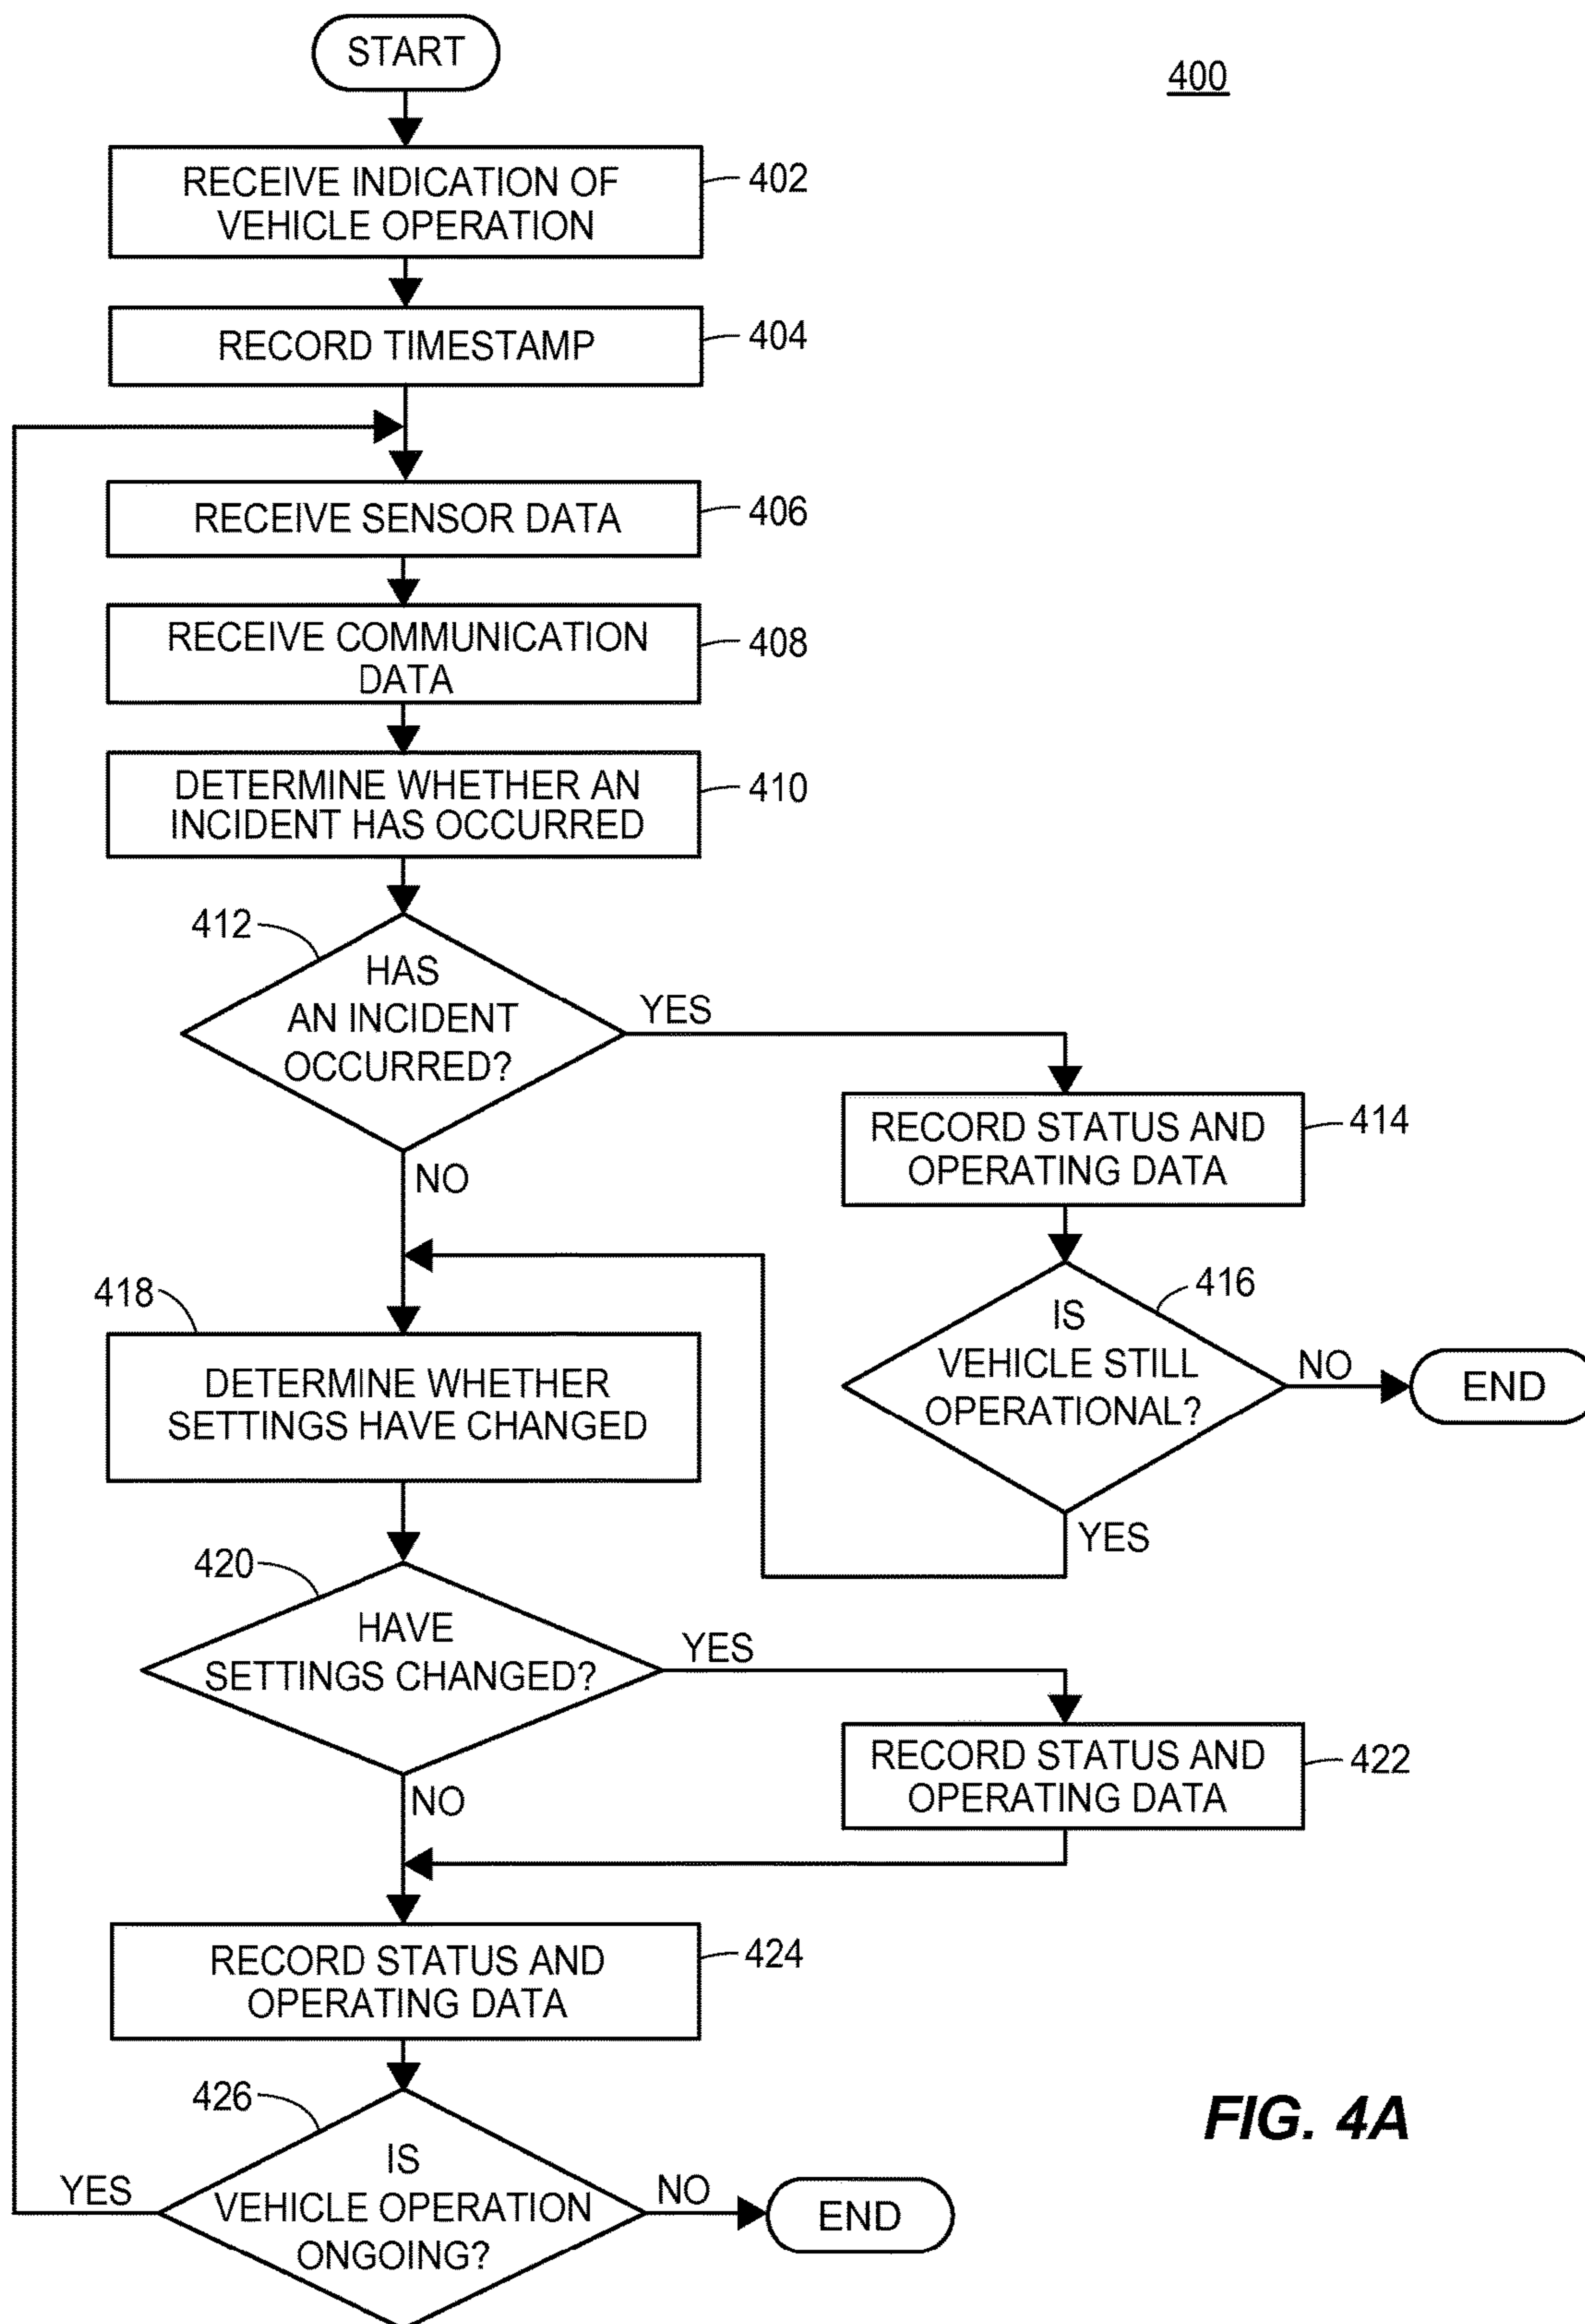 START
400
RECEIVE INDICATION OF
VEHICLE OPERATION
402
RECORD TIMESTAMP
404
RECEIVE SENSOR DATA
406
RECEIVE COMMUNICATION
DATA
408
DETERMINE WHETHER AN
INCIDENT HAS OCCURRED
410
412
HAS
AN INCIDENT
OCCURRED?
YES
NO
RECORD STATUS AND
OPERATING DATA
414
416
IS
VEHICLE STILL
OPERATIONAL?
NO
END
YES
418
DETERMINE WHETHER
SETTINGS HAVE CHANGED
420
HAVE
SETTINGS CHANGED?
YES
NO
RECORD STATUS AND
OPERATING DATA
422
RECORD STATUS AND
OPERATING DATA
424
426
IS
VEHICLE OPERATION
ONGOING?
YES
NO
END
FIG. 4A